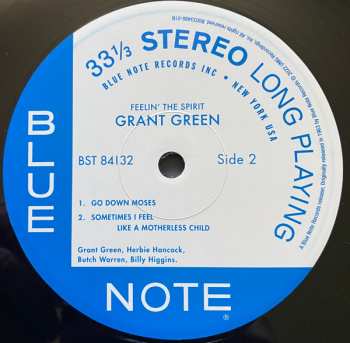 33⅓ STEREO LONG PLAYING
BLUE NOTE RECORDS INC • NEW YORK USA
FEELIN' THE SPIRIT
GRANT GREEN
BST 84132 Side 2
1. GO DOWN MOSES
2. SOMETIMES I FEEL
LIKE A MOTHERLESS CHILD
Grant Green, Herbie Hancock,
Butch Warren, Billy Higgins.
BLUE
NOTE®